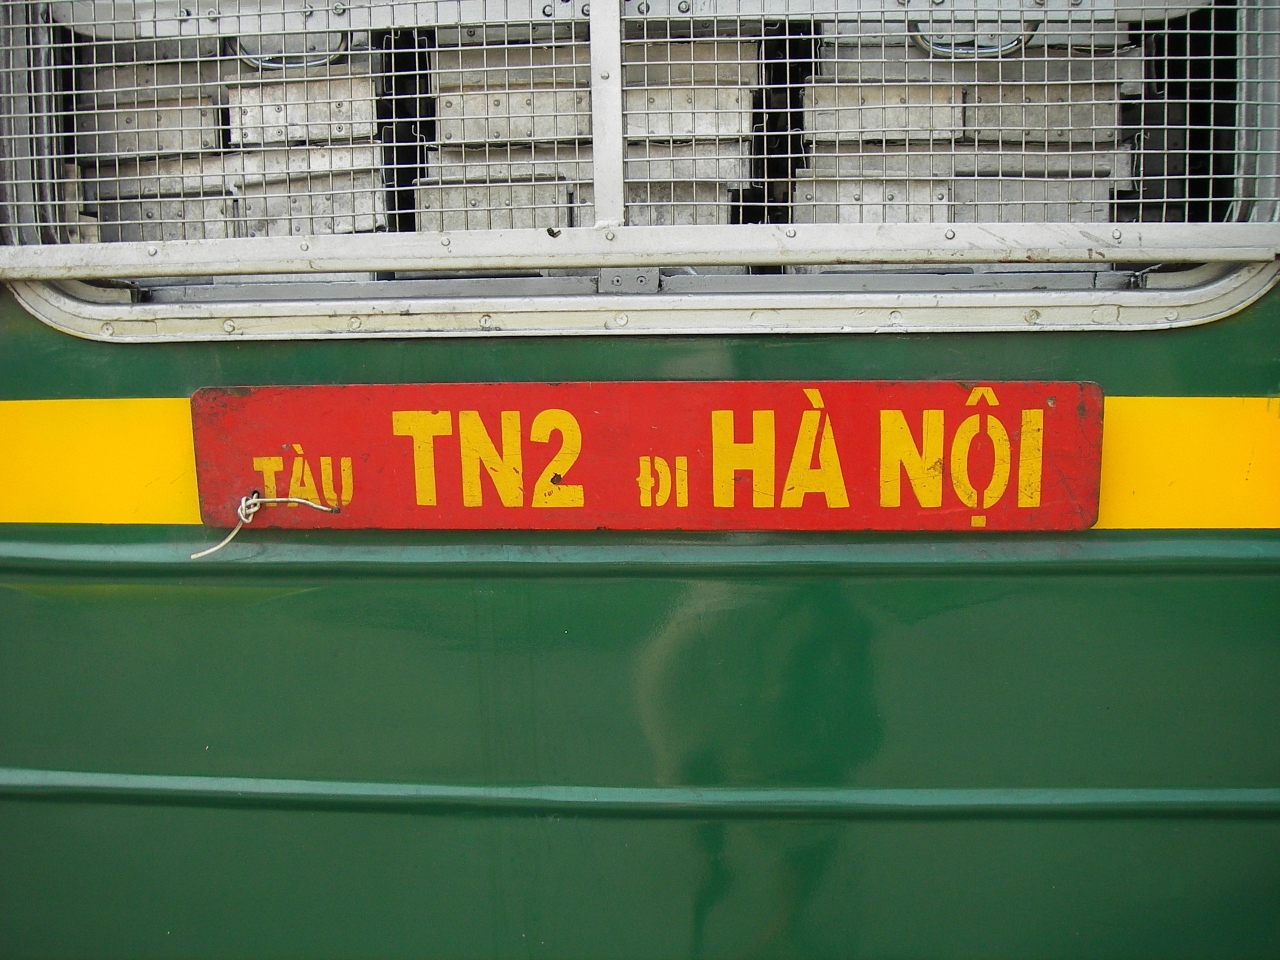 TÀU TN2 ĐI HÀ NỘI